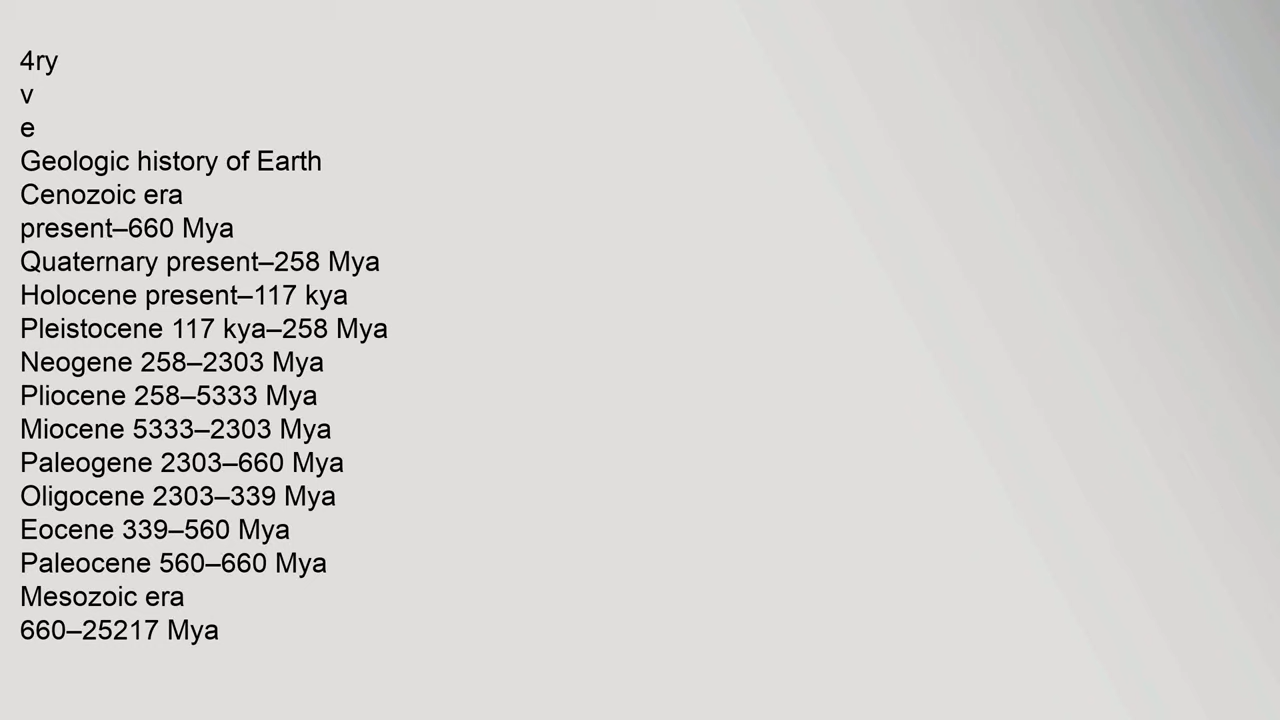 4ry
v
e
Geologic history of Earth
Cenozoic era
present–660 Mya
Quaternary present–258 Mya
Holocene present–117 kya
Pleistocene 117 kya–258 Mya
Neogene 258–2303 Mya
Pliocene 258–5333 Mya
Miocene 5333–2303 Mya
Paleogene 2303–660 Mya
Oligocene 2303–339 Mya
Eocene 339–560 Mya
Paleocene 560–660 Mya
Mesozoic era
660–25217 Mya